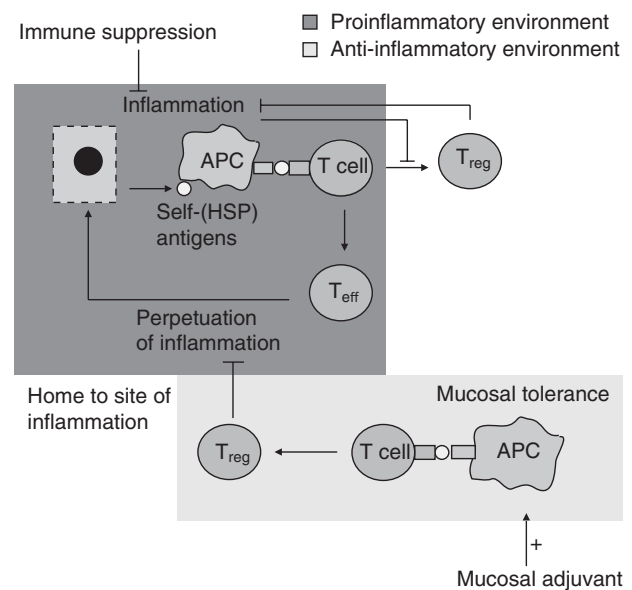 Immune suppression
Proinflammatory environment
Anti-inflammatory environment
Inflammation
APC
T cell
Treg
Self-(HSP)
antigens
Teff
Perpetuation
of inflammation
Home to site of
inflammation
Mucosal tolerance
Treg
T cell
APC
+
Mucosal adjuvant